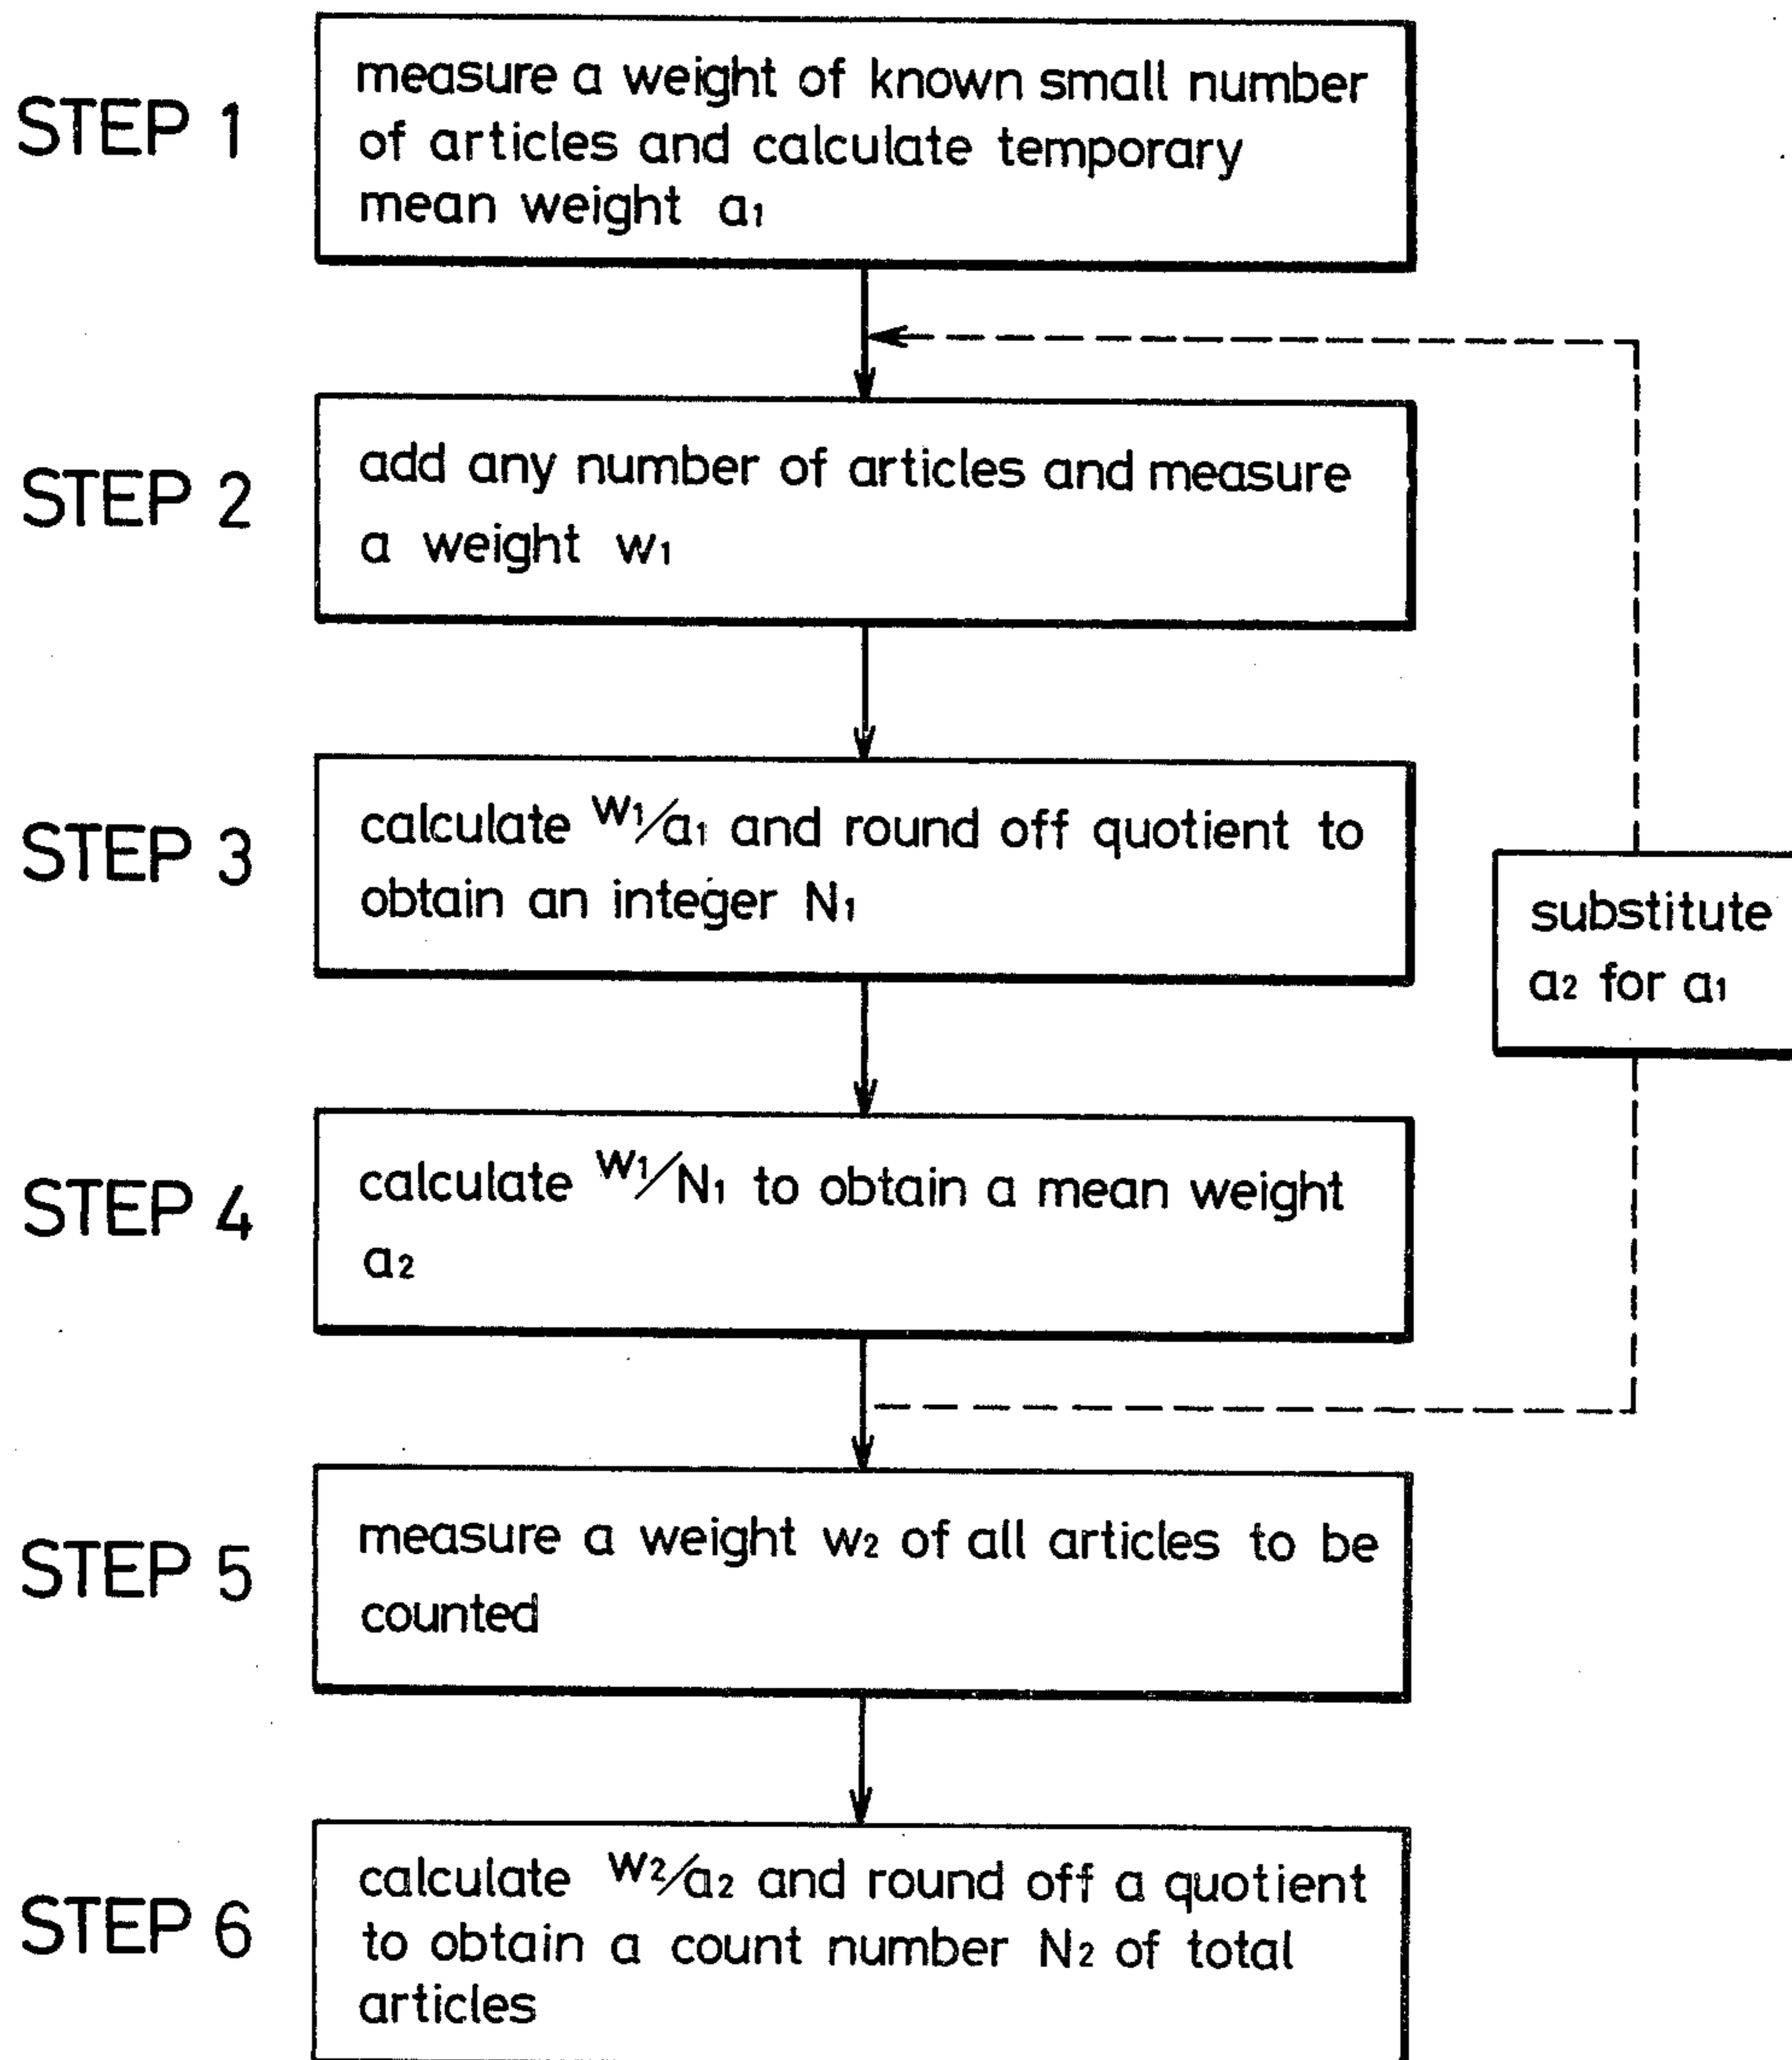 STEP 1
measure a weight of known small number
of articles and calculate temporary
mean weight a₁
STEP 2
add any number of articles and measure
a weight w₁
STEP 3
calculate w₁/a₁ and round off quotient to
obtain an integer N₁
substitute
a₂ for a₁
STEP 4
calculate w₁/N₁ to obtain a mean weight
a₂
STEP 5
measure a weight w₂ of all articles to be
counted
STEP 6
calculate w₂/a₂ and round off a quotient
to obtain a count number N₂ of total
articles